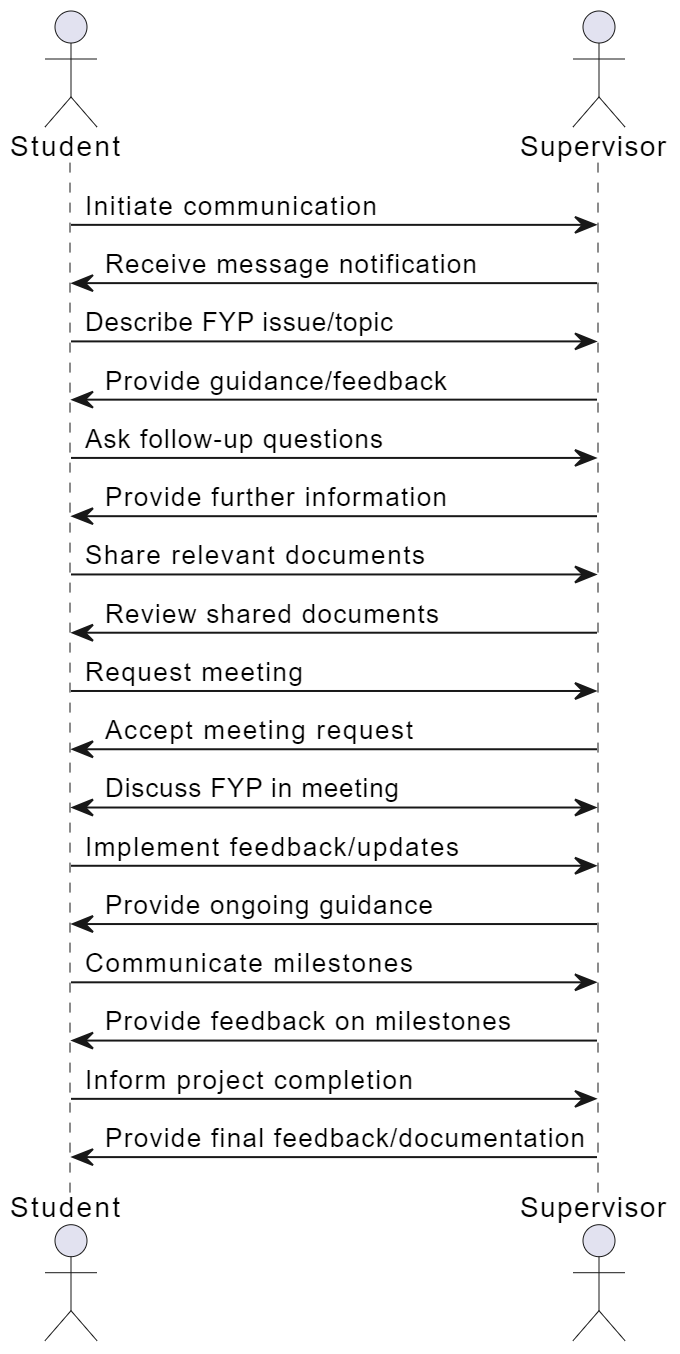 Student Supervisor
Initiate communication
Receive message notification
Describe FYP issue/topic
Provide guidance/feedback
Ask follow-up questions
Provide further information
Share relevant documents
Review shared documents
Request meeting
Accept meeting request
Discuss FYP in meeting
Implement feedback/updates
Provide ongoing guidance
Communicate milestones
Provide feedback on milestones
Inform project completion
Provide final feedback/documentation
Student Supervisor